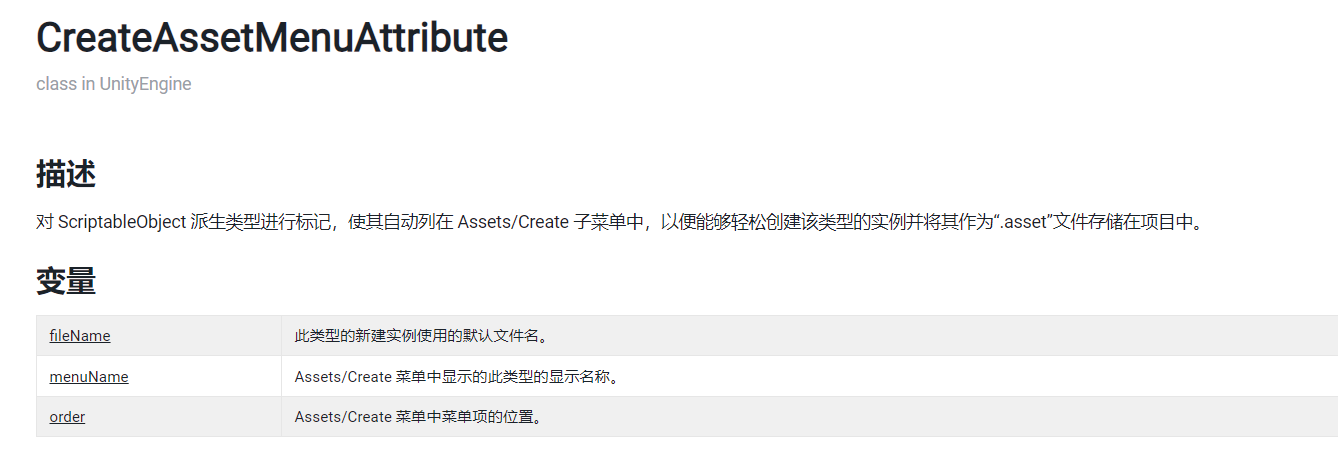 CreateAssetMenuAttribute
class in UnityEngine
描述
对 ScriptableObject 派生类型进行标记，使其自动列在 Assets/Create 子菜单中，以便能够轻松创建该类型的实例并将其作为“.asset”文件存储在项目中。
变量
fileName 此类型的新建实例使用的默认文件名。
menuName Assets/Create 菜单中显示的此类型的显示名称。
order Assets/Create 菜单中菜单项的位置。